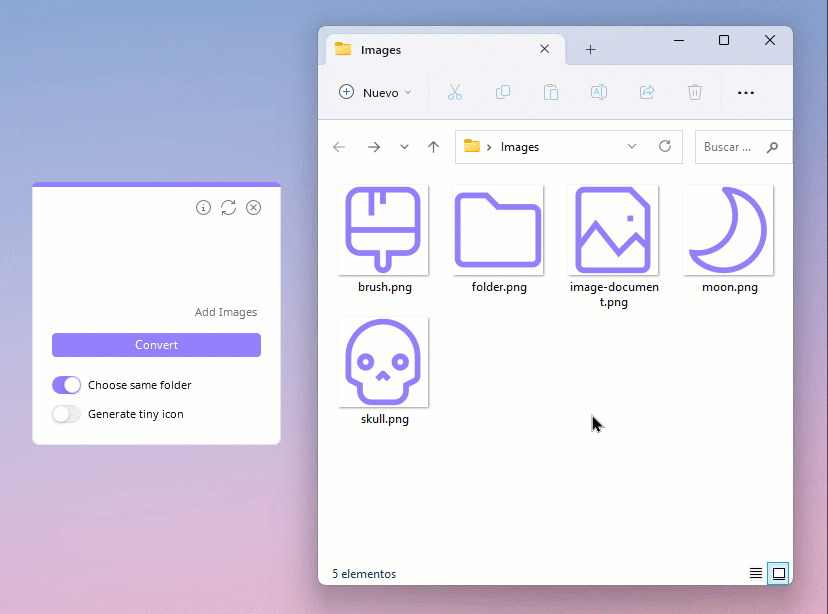 Images
Nuevo
Images
Buscar ...
Add Images
Convert
Choose same folder
Generate tiny icon
brush.png
folder.png
image-documen
t.png
moon.png
skull.png
5 elementos